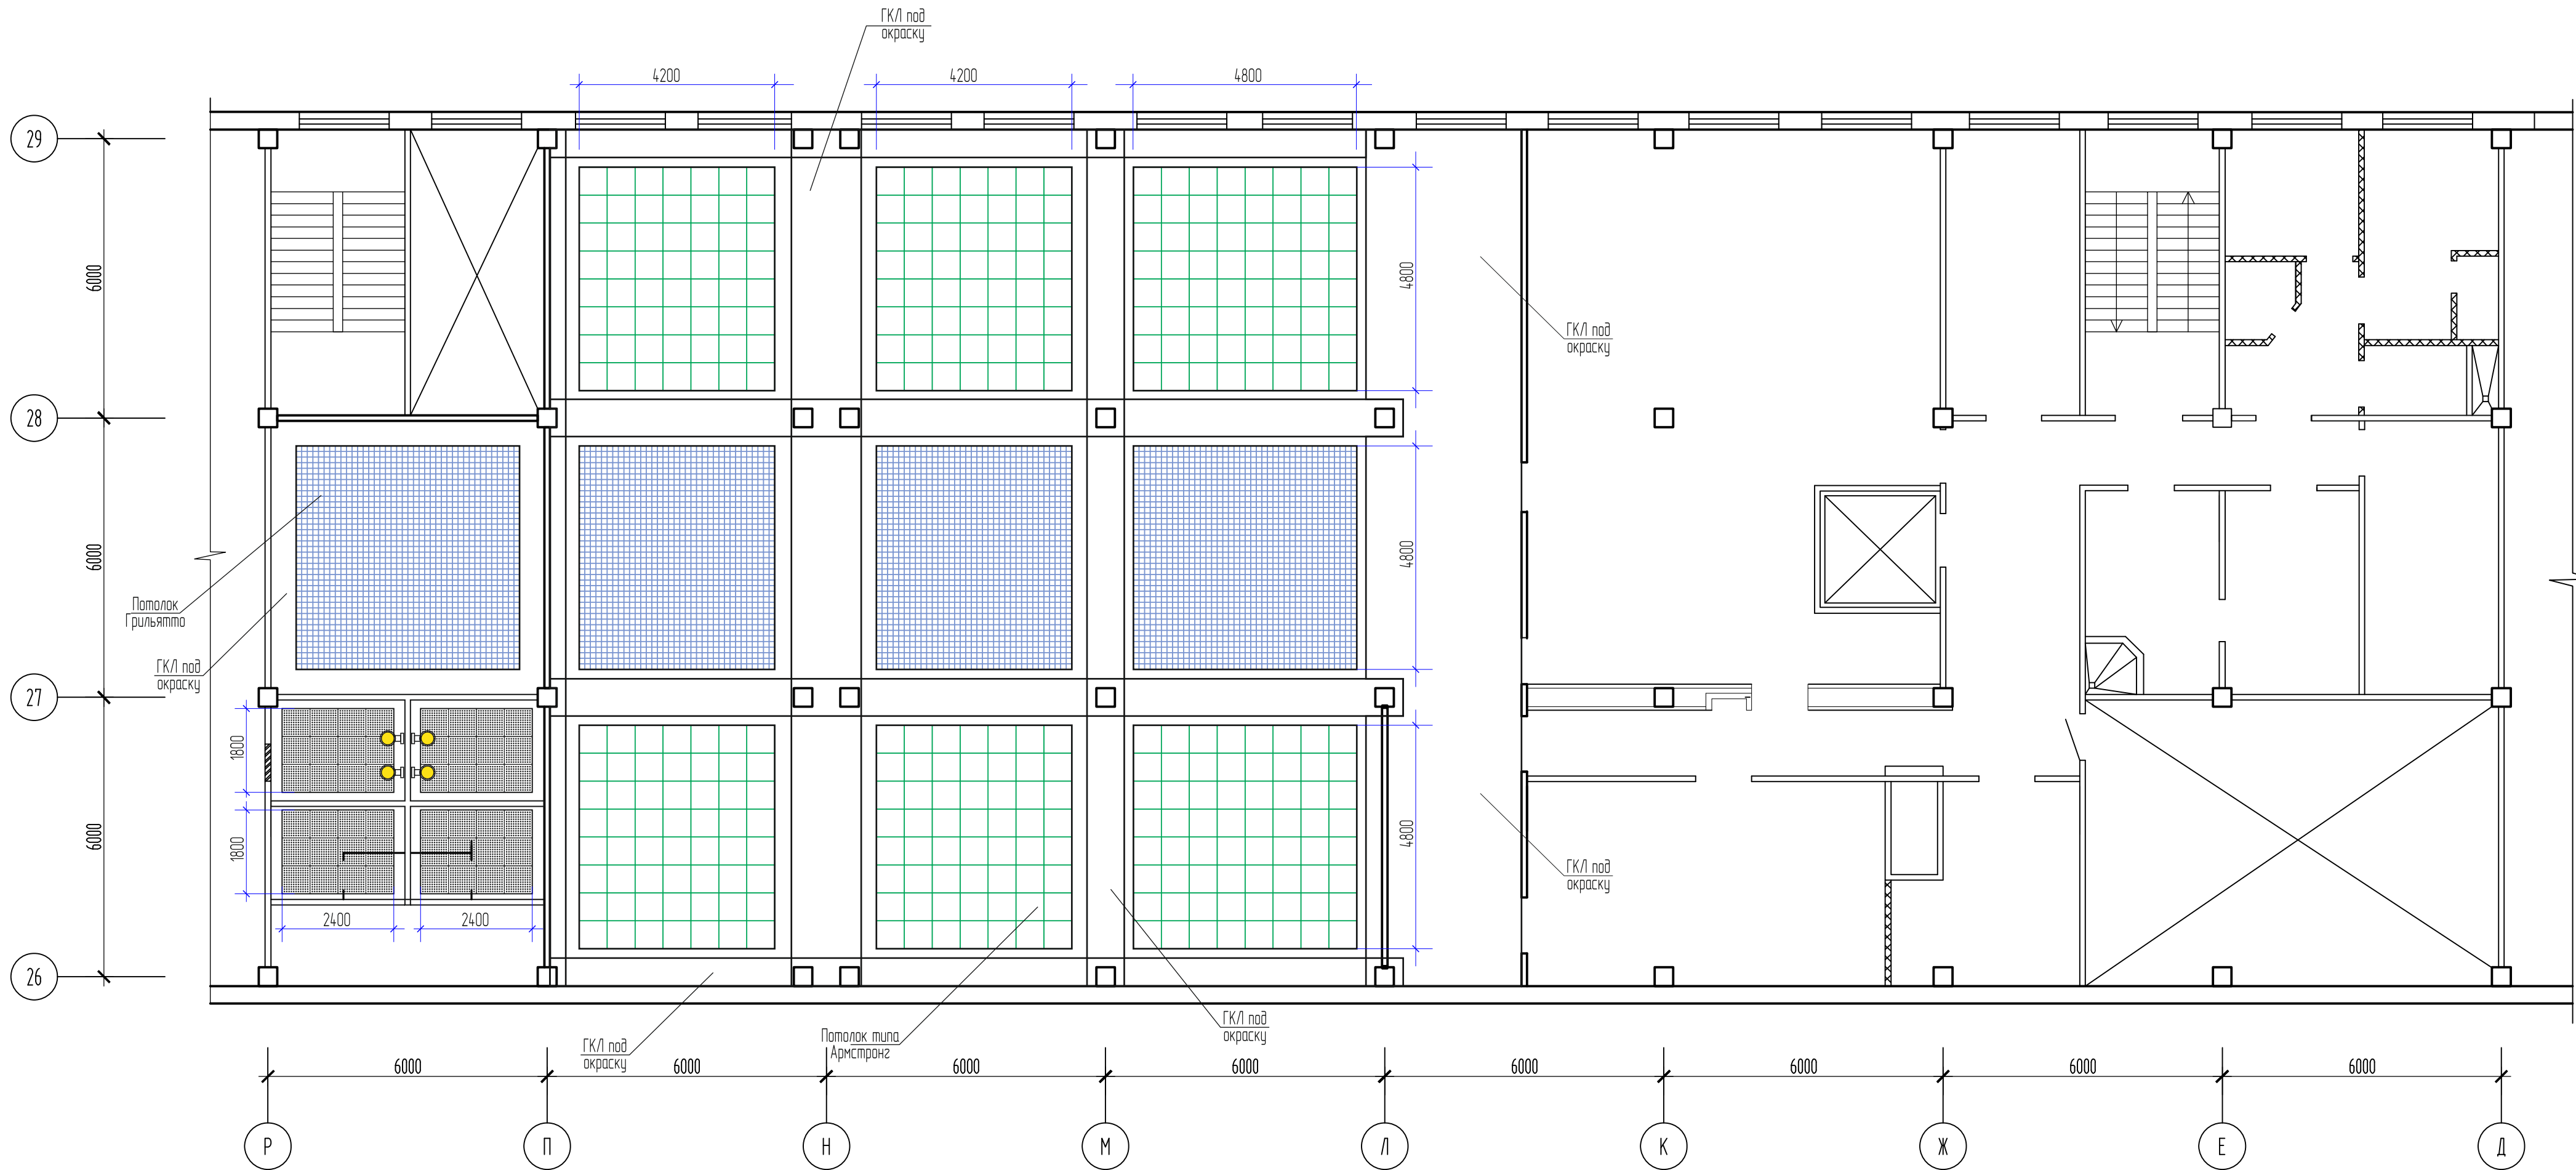 ГКЛ под
окраску
4200
4200
4800
29
6000
4800
ГКЛ под
окраску
28
6000
4800
Потолок
Грильятто
ГКЛ под
окраску
27
1800
6000
1800
4800
ГКЛ под
окраску
2400
2400
26
ГКЛ под
окраску
Потолок типа
Армстронг
ГКЛ под
окраску
6000
6000
6000
6000
6000
6000
6000
6000
Р
П
Н
М
Л
К
Ж
Е
Д